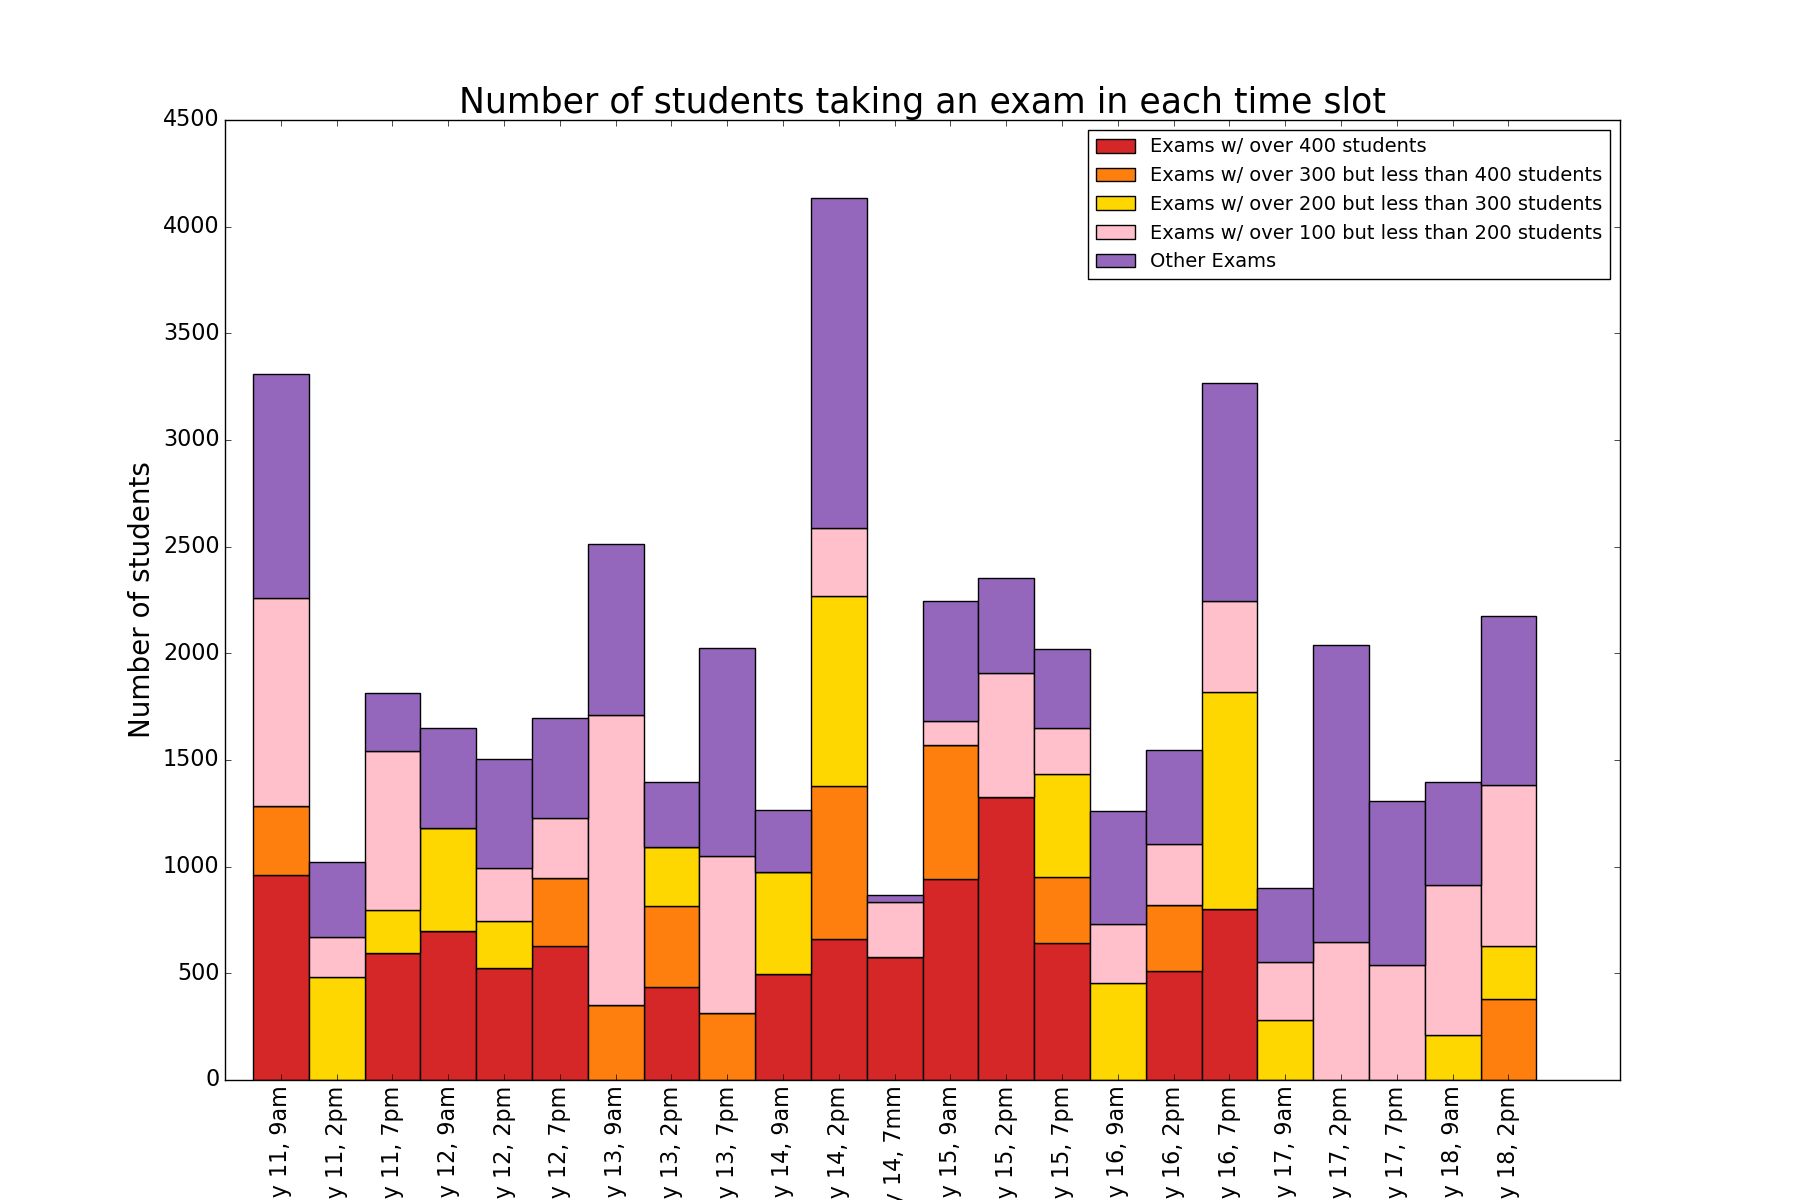 Number of students taking an exam in each time slot
Exams w/ over 400 students
Exams w/ over 300 but less than 400 students
Exams w/ over 200 but less than 300 students
Exams w/ over 100 but less than 200 students
Other Exams
Number of students
4500
4000
3500
3000
2500
2000
1500
1000
500
0
y 11, 9am
y 11, 2pm
y 11, 7pm
y 12, 9am
y 12, 2pm
y 12, 7pm
y 13, 9am
y 13, 2pm
y 13, 7pm
y 14, 9am
y 14, 2pm
y 14, 7mm
y 15, 9am
y 15, 2pm
y 15, 7pm
y 16, 9am
y 16, 2pm
y 16, 7pm
y 17, 9am
y 17, 2pm
y 17, 7pm
y 18, 9am
y 18, 2pm